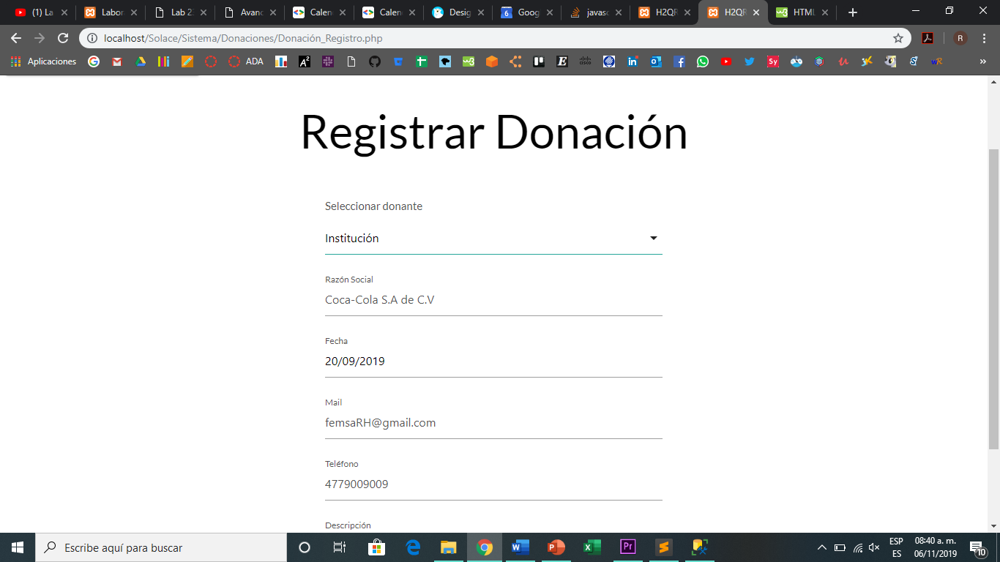 (1) La
Labor
Lab 2
Avanc
Calen
Calen
Desig
Goog
javasc
H2QR
H2QR
HTML
localhost/Solace/Sistema/Donaciones/Donación_Registro.php
R
Aplicaciones
ADA
Registrar Donación
Seleccionar donante
Institución
Razón Social
Coca-Cola S.A de C.V
Fecha
20/09/2019
Mail
femsaRH@gmail.com
Teléfono
4779009009
Descripción
Escribe aquí para buscar
ESP
ES
08:40 a. m.
06/11/2019
10